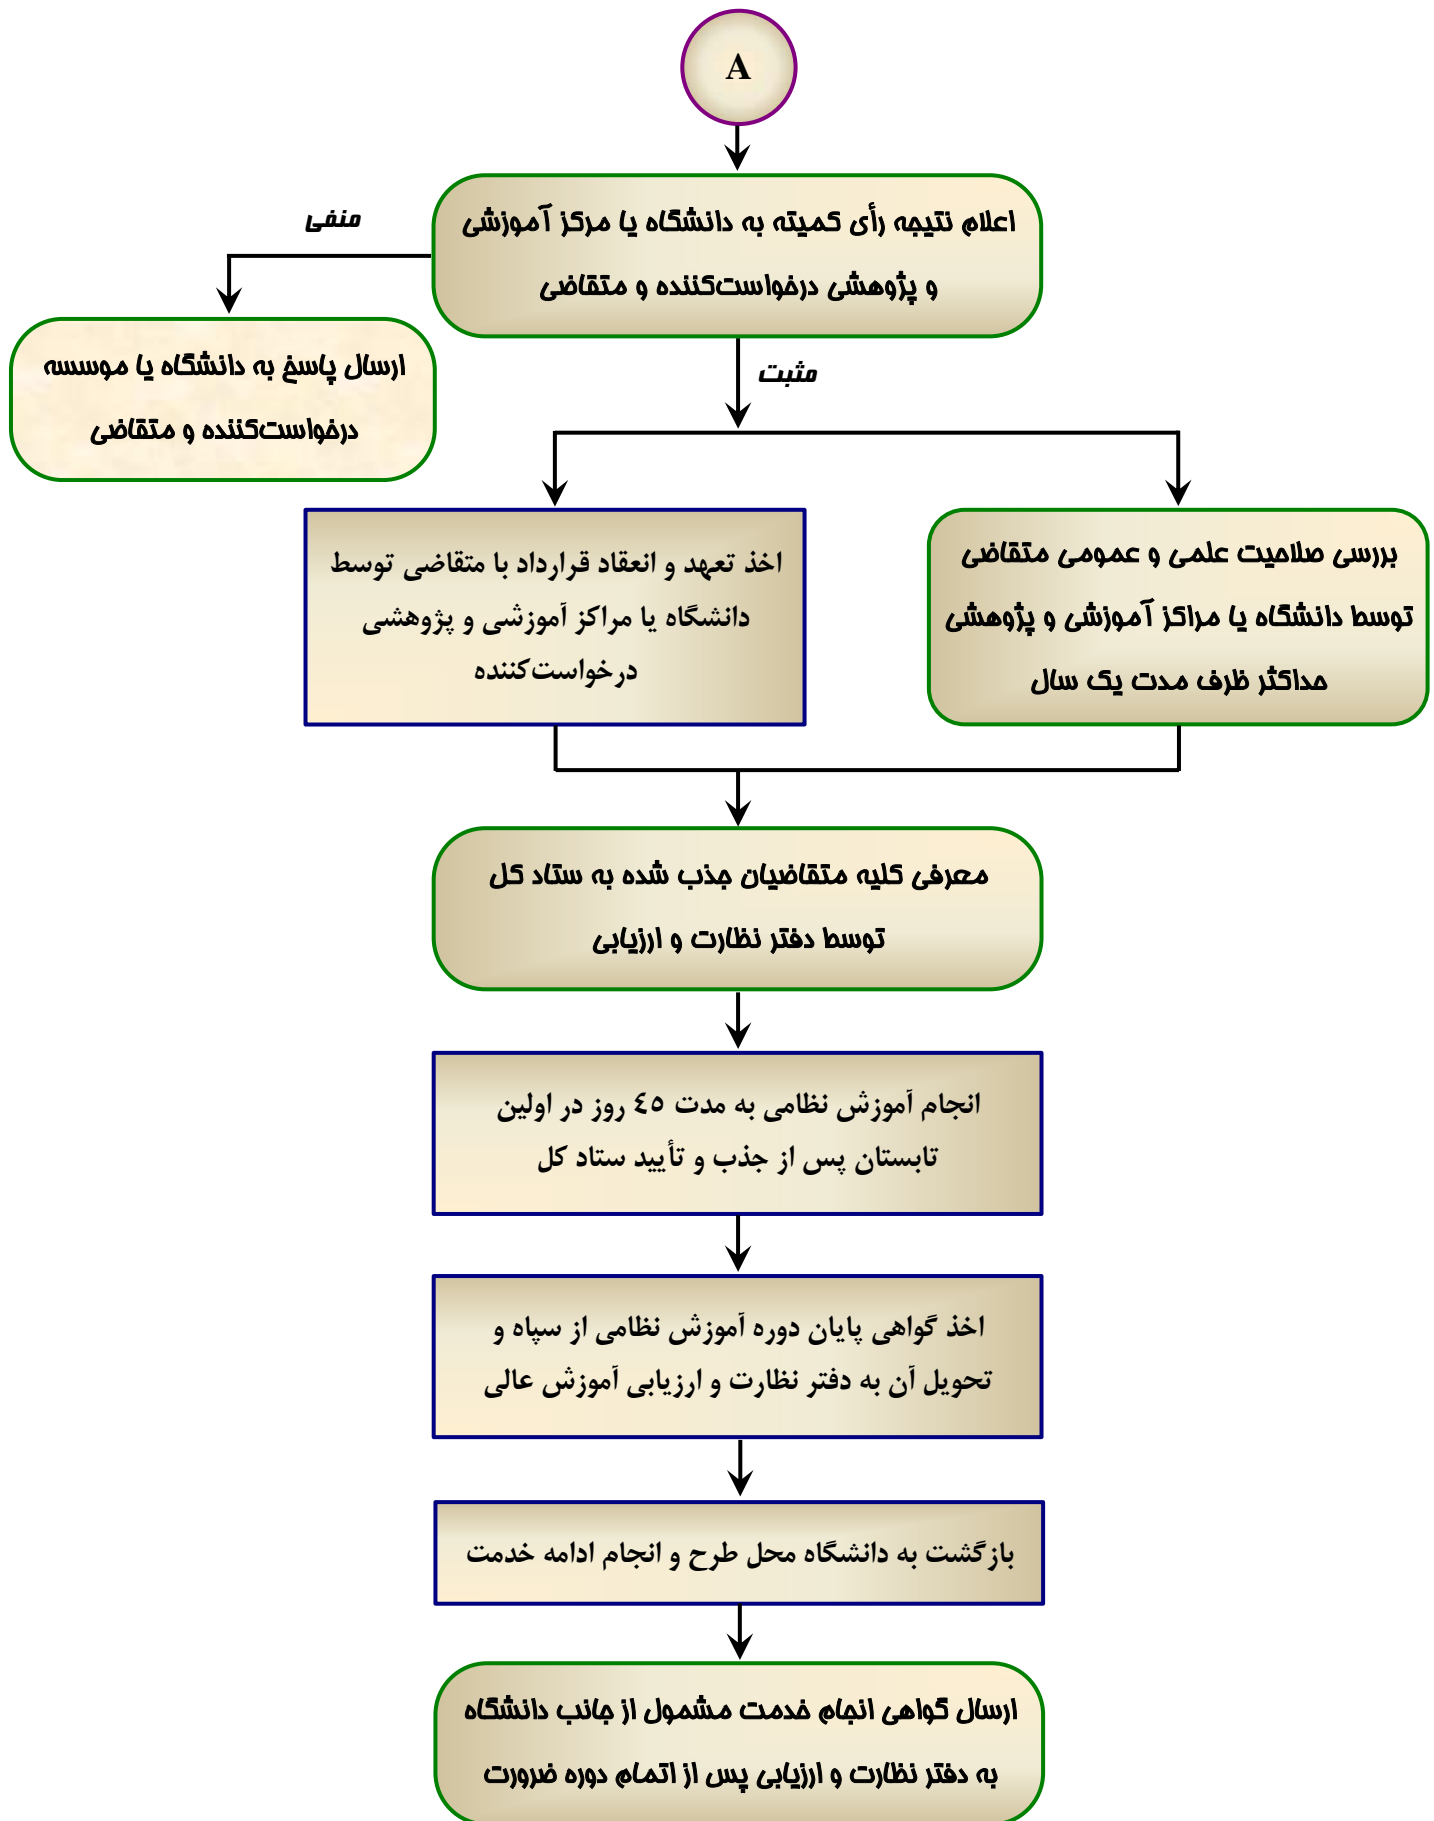 A
اعلام نتیجه رأی کمیته به دانشگاه یا مرکز آموزشی
و پژوهشی درخواست‌کننده و متقاضی
منفی
ارسال پاسخ به دانشگاه یا موسسه
درخواست‌کننده و متقاضی
مثبت
بررسی صلاحیت علمی و عمومی متقاضی
توسط دانشگاه یا مراکز آموزشی و پژوهشی
حداکثر ظرف مدت یک سال
اخذ تعهد و انعقاد قرارداد با متقاضی توسط
دانشگاه یا مراکز آموزشی و پژوهشی
درخواست‌کننده
معرفی کلیه متقاضیان جذب شده به ستاد کل
توسط دفتر نظارت و ارزیابی
انجام آموزش نظامی به مدت ٤٥ روز در اولین
تابستان پس از جذب و تأیید ستاد کل
اخذ گواهی پایان دوره آموزش نظامی از سپاه و
تحویل آن به دفتر نظارت و ارزیابی آموزش عالی
بازگشت به دانشگاه محل طرح و انجام ادامه خدمت
ارسال گواهی انجام خدمت مشمول از جانب دانشگاه
به دفتر نظارت و ارزیابی پس از اتمام دوره ضرورت